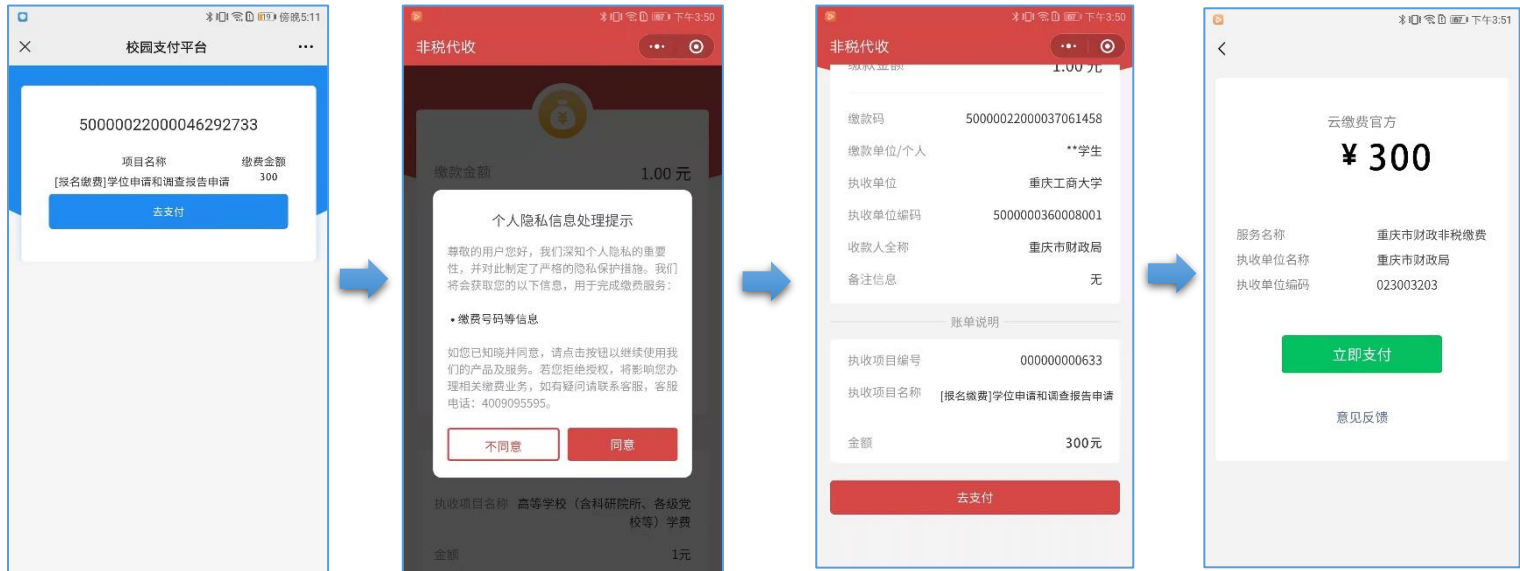 傍晚5:11
校园支付平台
50000022000046292733
项目名称 缴费金额
[报名缴费]学位申请和调查报告申请 300
去支付
下午3:50
非税代收
缴款金额 1.00 元
个人隐私信息处理提示
尊敬的用户您好，我们深知个人隐私的重要
性，并对此制定了严格的隐私保护措施。我们
将会获取您的以下信息，用于完成缴费服务：
• 缴费号码等信息
如您已知晓并同意，请点击按钮以继续使用我
们的产品及服务。若您拒绝授权，将影响您办
理相关缴费业务，如有疑问请联系客服，客服
电话：4009095595。
不同意 同意
执收项目名称 高等学校（含科研院所、各级党
校等）学费
金额 1元
下午3:50
非税代收
缴款金额 1.00 元
缴款码 50000022000037061458
缴款单位/个人 **学生
执收单位 重庆工商大学
执收单位编码 5000000360008001
收款人全称 重庆市财政局
备注信息 无
账单说明
执收项目编号 000000000633
执收项目名称 [报名缴费]学位申请和调查报告申请
金额 300元
去支付
下午3:51
云缴费官方
¥ 300
服务名称 重庆市财政非税缴费
执收单位名称 重庆市财政局
执收单位编码 023003203
立即支付
意见反馈